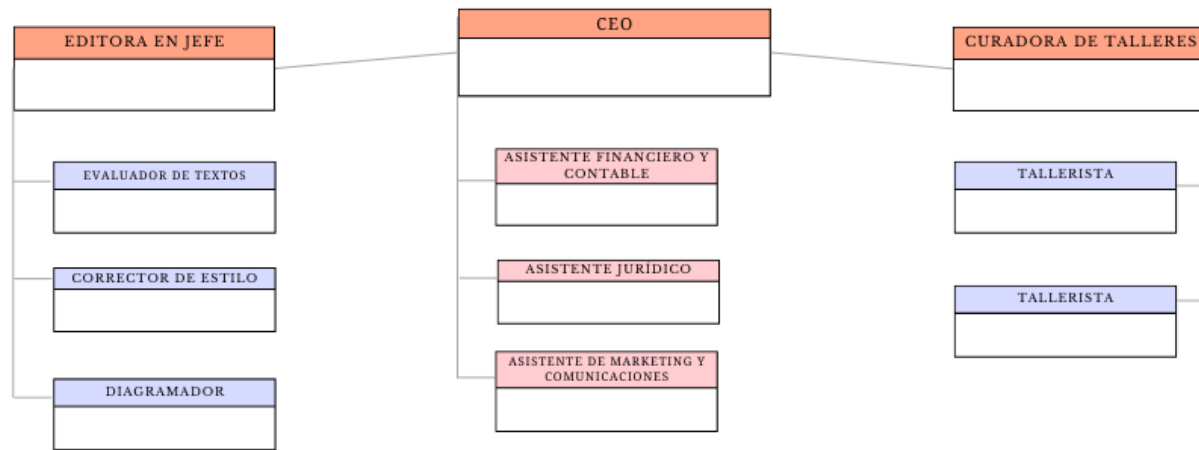 EDITORA EN JEFE
CEO
CURADORA DE TALLERES
EVALUADOR DE TEXTOS
CORRECTOR DE ESTILO
DIAGRAMADOR
ASISTENTE FINANCIERO Y
CONTABLE
ASISTENTE JURÍDICO
ASISTENTE DE MARKETING Y
COMUNICACIONES
TALLERISTA
TALLERISTA